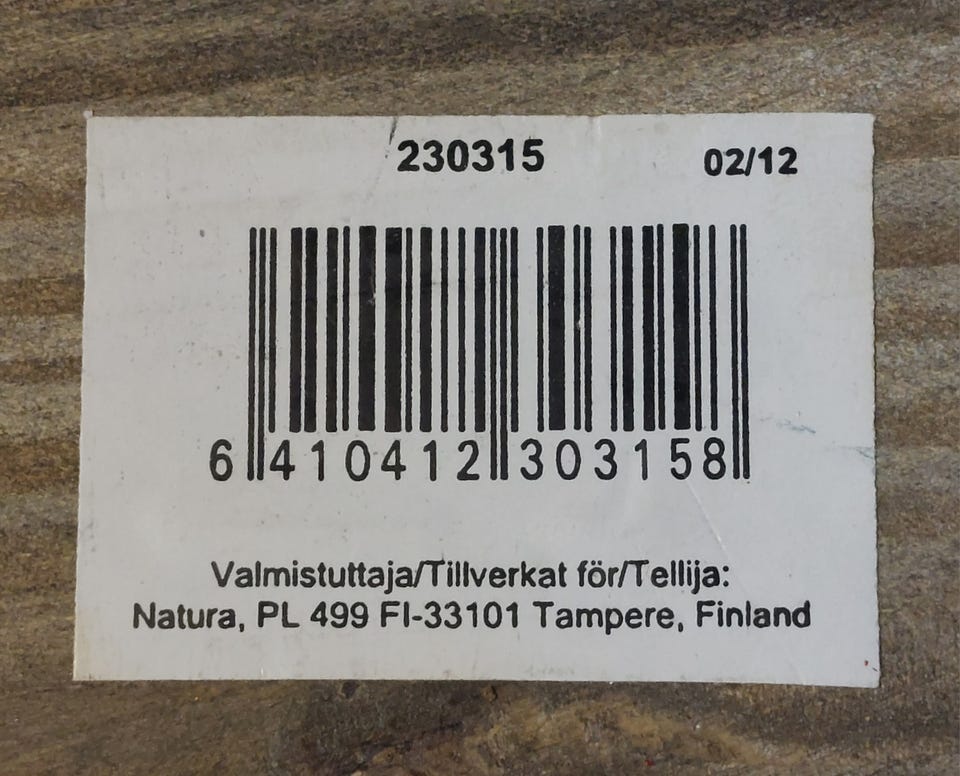 230315 02/12
6 410412 303158
Valmistuttaja/Tillverkat för/Tellija:
Natura, PL 499 FI-33101 Tampere, Finland